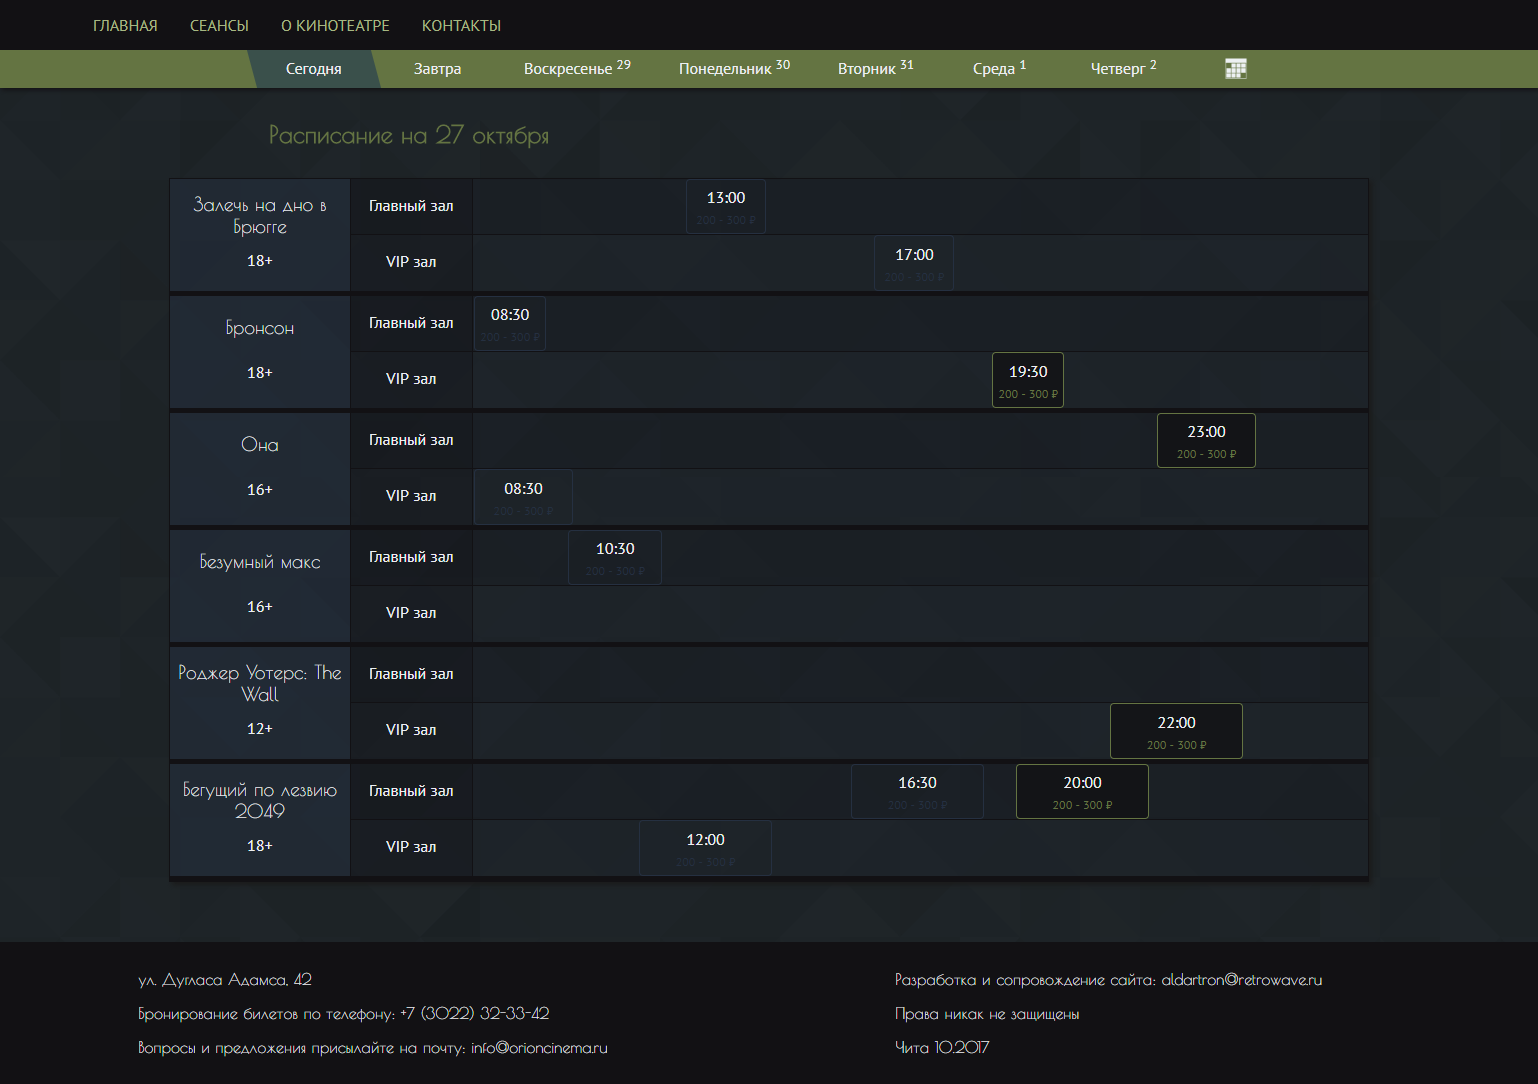 ГЛАВНАЯ СЕАНСЫ О КИНОТЕАТРЕ КОНТАКТЫ
Сегодня Завтра Воскресенье 29 Понедельник 30 Вторник 31 Среда 1 Четверг 2
Расписание на 27 октября
Залечь на дно в
Брюгге
18+
Главный зал
13:00
200 - 300 ₽
VIP зал
17:00
200 - 300 ₽
Бронсон
18+
Главный зал
08:30
200 - 300 ₽
VIP зал
19:30
200 - 300 ₽
Она
16+
Главный зал
23:00
200 - 300 ₽
VIP зал
08:30
200 - 300 ₽
Безумный макс
16+
Главный зал
10:30
200 - 300 ₽
VIP зал
Роджер Уотерс: The
Wall
12+
Главный зал
VIP зал
22:00
200 - 300 ₽
Бегущий по лезвию
2049
18+
Главный зал
16:30
200 - 300 ₽
20:00
200 - 300 ₽
VIP зал
12:00
200 - 300 ₽
ул. Дугласа Адамса, 42
Бронирование билетов по телефону: +7 (3022) 32-33-42
Вопросы и предложения присылайте на почту: info@orioncinema.ru
Разработка и сопровождение сайта: aldartron@retrowave.ru
Права никак не защищены
Чита 10.2017